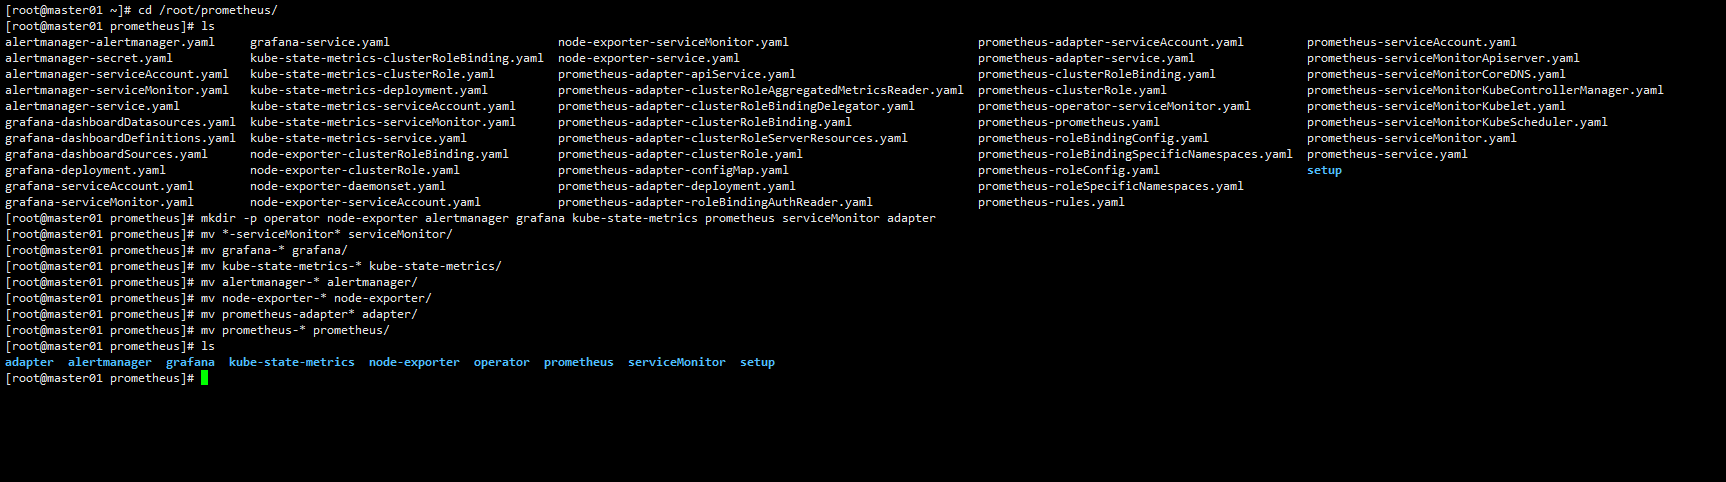 [root@master01 ~]# cd /root/prometheus/
[root@master01 prometheus]# ls
alertmanager-alertmanager.yaml grafana-service.yaml node-exporter-serviceMonitor.yaml prometheus-adapter-serviceAccount.yaml prometheus-serviceAccount.yaml
alertmanager-secret.yaml kube-state-metrics-clusterRoleBinding.yaml node-exporter-service.yaml prometheus-adapter-service.yaml prometheus-serviceMonitorApiserver.yaml
alertmanager-serviceAccount.yaml kube-state-metrics-clusterRole.yaml prometheus-adapter-apiService.yaml prometheus-clusterRoleBinding.yaml prometheus-serviceMonitorCoreDNS.yaml
alertmanager-serviceMonitor.yaml kube-state-metrics-deployment.yaml prometheus-adapter-clusterRoleAggregatedMetricsReader.yaml prometheus-clusterRole.yaml prometheus-serviceMonitorKubeControllerManager.yaml
alertmanager-service.yaml kube-state-metrics-serviceAccount.yaml prometheus-adapter-clusterRoleBindingDelegator.yaml prometheus-operator-serviceMonitor.yaml prometheus-serviceMonitorKubelet.yaml
grafana-dashboardDatasources.yaml kube-state-metrics-serviceMonitor.yaml prometheus-adapter-clusterRoleBinding.yaml prometheus-prometheus.yaml prometheus-serviceMonitorKubeScheduler.yaml
grafana-dashboardDefinitions.yaml kube-state-metrics-service.yaml prometheus-adapter-clusterRoleServerResources.yaml prometheus-roleBindingConfig.yaml prometheus-serviceMonitor.yaml
grafana-dashboardSources.yaml node-exporter-clusterRoleBinding.yaml prometheus-adapter-clusterRole.yaml prometheus-roleBindingSpecificNamespaces.yaml prometheus-service.yaml
grafana-deployment.yaml node-exporter-clusterRole.yaml prometheus-adapter-configMap.yaml prometheus-roleConfig.yaml setup
grafana-serviceAccount.yaml node-exporter-daemonset.yaml prometheus-adapter-deployment.yaml prometheus-roleSpecificNamespaces.yaml
grafana-serviceMonitor.yaml node-exporter-serviceAccount.yaml prometheus-adapter-roleBindingAuthReader.yaml prometheus-rules.yaml
[root@master01 prometheus]# mkdir -p operator node-exporter alertmanager grafana kube-state-metrics prometheus serviceMonitor adapter
[root@master01 prometheus]# mv *-serviceMonitor* serviceMonitor/
[root@master01 prometheus]# mv grafana-* grafana/
[root@master01 prometheus]# mv kube-state-metrics-* kube-state-metrics/
[root@master01 prometheus]# mv alertmanager-* alertmanager/
[root@master01 prometheus]# mv node-exporter-* node-exporter/
[root@master01 prometheus]# mv prometheus-adapter* adapter/
[root@master01 prometheus]# mv prometheus-* prometheus/
[root@master01 prometheus]# ls
adapter alertmanager grafana kube-state-metrics node-exporter operator prometheus serviceMonitor setup
[root@master01 prometheus]#